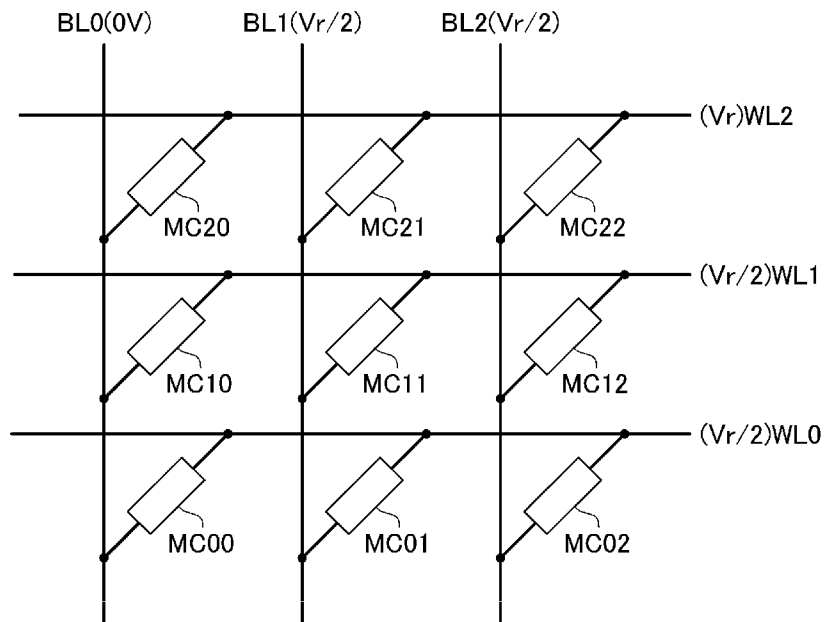 BL0(0V) BL1(Vr/2) BL2(Vr/2)
(Vr)WL2
MC20 MC21 MC22
(Vr/2)WL1
MC10 MC11 MC12
(Vr/2)WL0
MC00 MC01 MC02